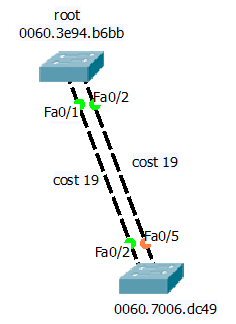 root
0060.3e94.b6bb
Fa0/2
Fa0/1
cost 19
cost 19
Fa0/5
Fa0/2
0060.7006.dc49